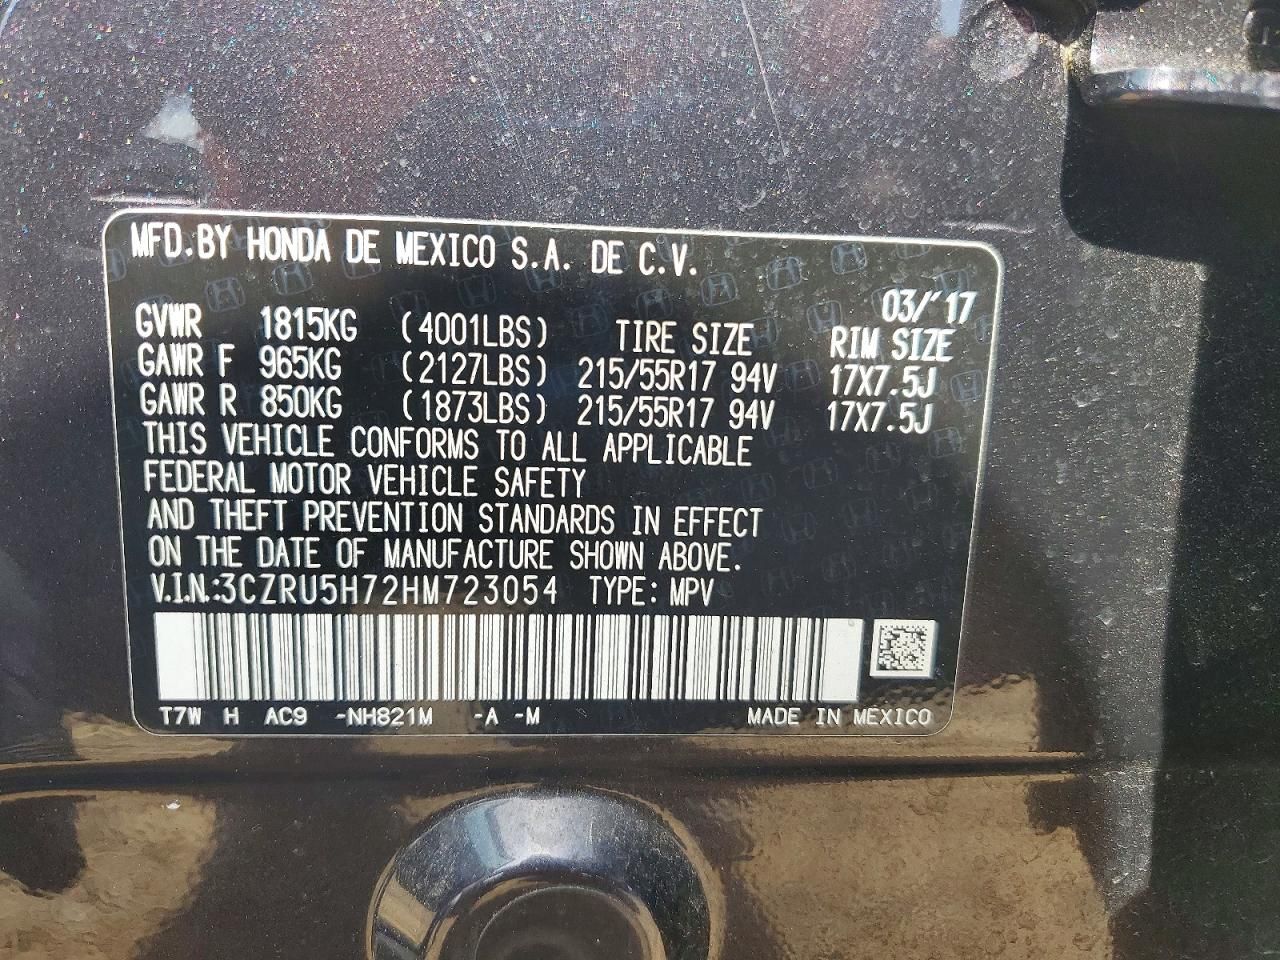 MFD.BY HONDA DE MEXICO S.A. DE C.V.
03/'17
GVWR 1815KG (4001LBS) TIRE SIZE RIM SIZE
GAWR F 965KG (2127LBS) 215/55R17 94V 17X7.5J
GAWR R 850KG (1873LBS) 215/55R17 94V 17X7.5J
THIS VEHICLE CONFORMS TO ALL APPLICABLE
FEDERAL MOTOR VEHICLE SAFETY
AND THEFT PREVENTION STANDARDS IN EFFECT
ON THE DATE OF MANUFACTURE SHOWN ABOVE.
V.I.N.:3CZRU5H72HM723054 TYPE: MPV
T7W H AC9 -NH821M -A -M MADE IN MEXICO